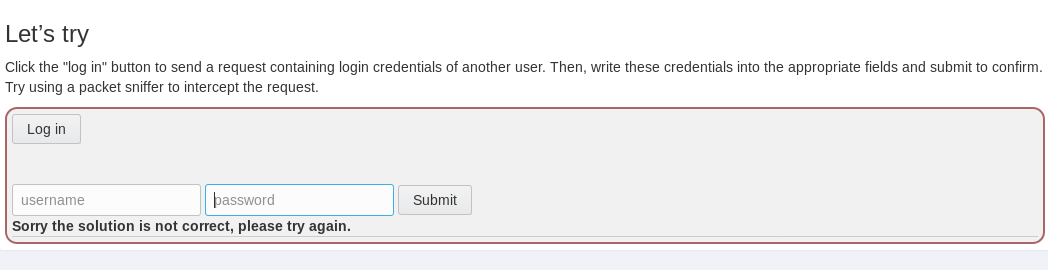 Let's try
Click the "log in" button to send a request containing login credentials of another user. Then, write these credentials into the appropriate fields and submit to confirm.
Try using a packet sniffer to intercept the request.
Log in
username password Submit
Sorry the solution is not correct, please try again.